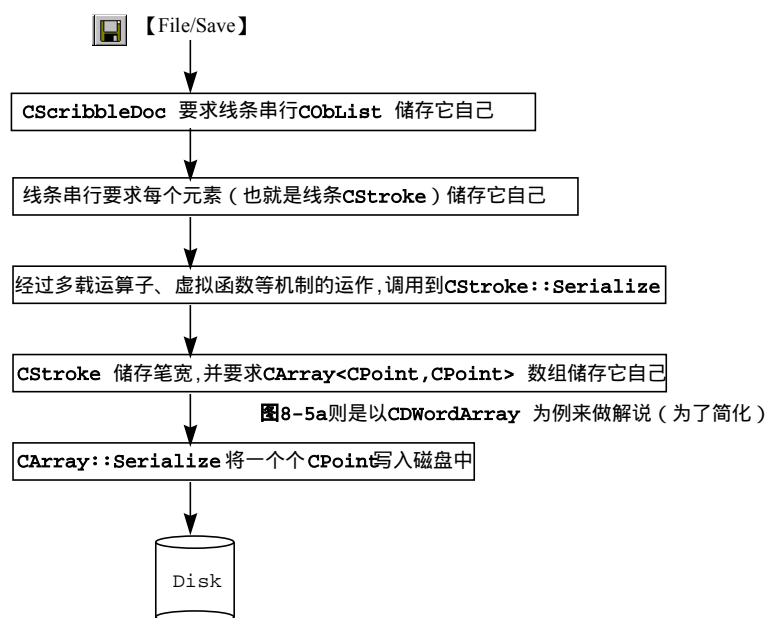 【File/Save】
CScribbleDoc 要求线条串行CObList 储存它自己
线条串行要求每个元素（也就是线条CStroke）储存它自己
经过多载运算子、虚拟函数等机制的运作,调用到CStroke::Serialize
CStroke 储存笔宽,并要求CArray<CPoint,CPoint> 数组储存它自己
图8-5a则是以CDWordArray 为例来做解说（为了简化）
CArray::Serialize 将一个个CPoint写入磁盘中
Disk